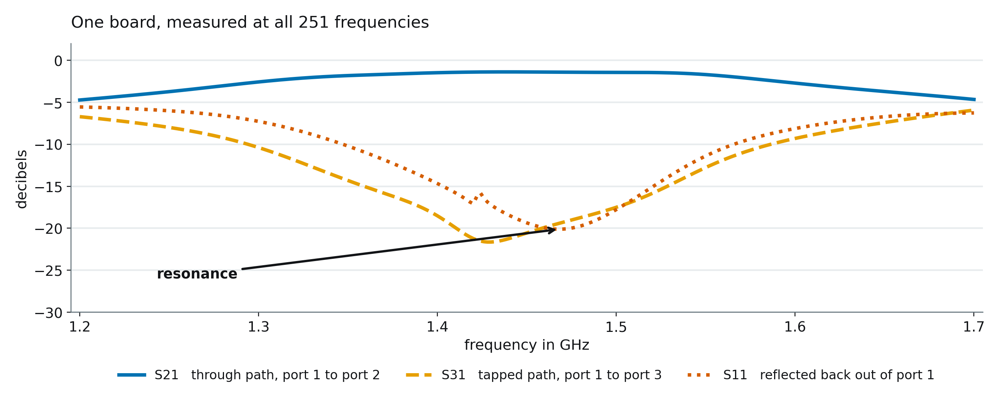 One board, measured at all 251 frequencies
decibels
0
−5
−10
−15
−20
−25
−30
resonance
1.2 1.3 1.4 1.5 1.6 1.7
frequency in GHz
S21 through path, port 1 to port 2 S31 tapped path, port 1 to port 3 S11 reflected back out of port 1